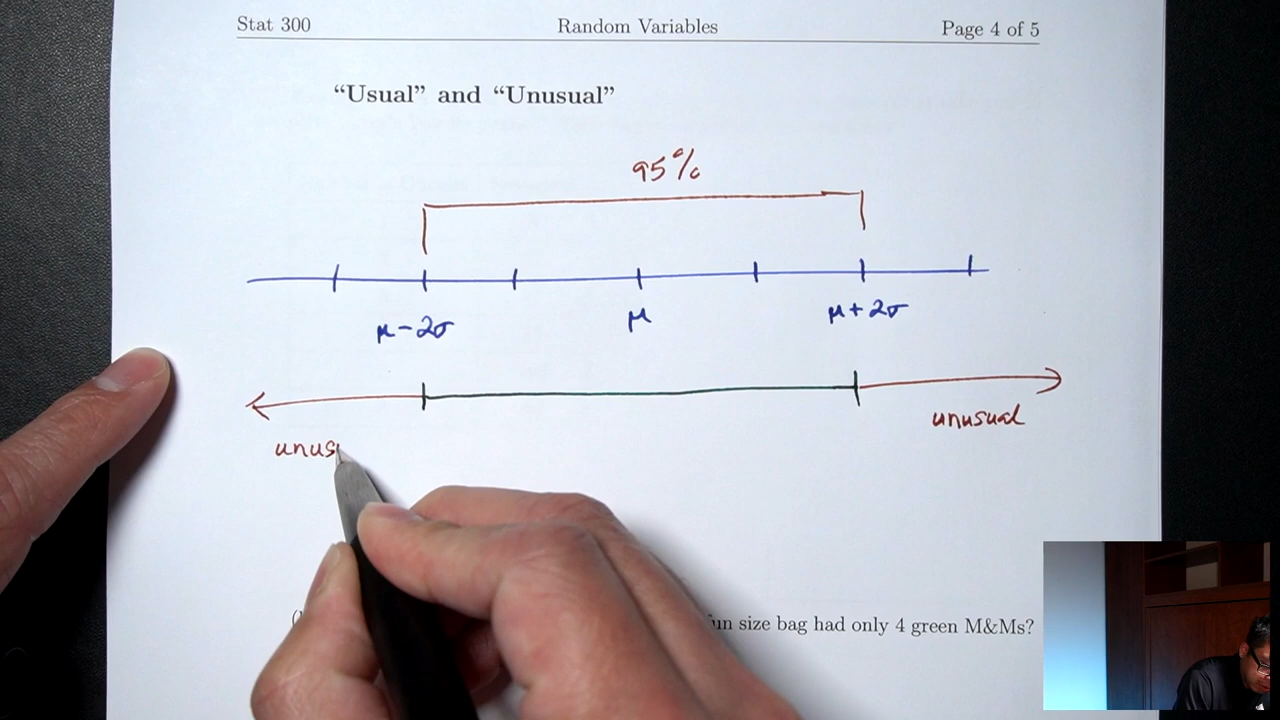 Stat 300 Random Variables Page 4 of 5
“Usual” and “Unusual”
95%
μ-2σ μ μ+2σ
unusual
unus
un size bag had only 4 green M&Ms?